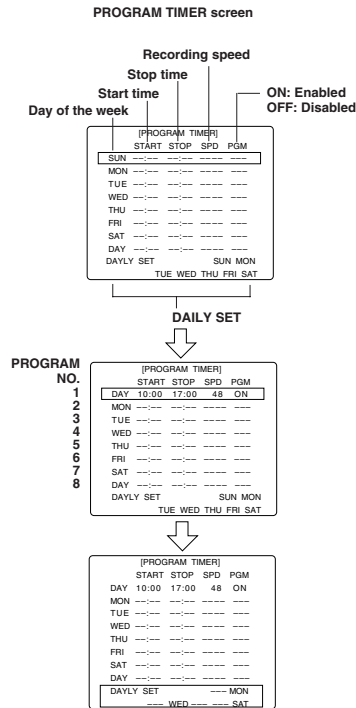 PROGRAM TIMER screen
Recording speed
Stop time
Start time
ON: Enabled
OFF: Disabled
Day of the week
[PROGRAM TIMER]
START STOP SPD PGM
SUN --:-- --:-- ---- ---
MON --:-- --:-- ---- ---
TUE --:-- --:-- ---- ---
WED --:-- --:-- ---- ---
THU --:-- --:-- ---- ---
FRI --:-- --:-- ---- ---
SAT --:-- --:-- ---- ---
DAY --:-- --:-- ---- ---
DAYLY SET SUN MON
TUE WED THU FRI SAT
DAILY SET
PROGRAM NO.
[PROGRAM TIMER]
START STOP SPD PGM
1 DAY 10:00 17:00 48 ON
2 MON --:-- --:-- ---- ---
3 TUE --:-- --:-- ---- ---
4 WED --:-- --:-- ---- ---
5 THU --:-- --:-- ---- ---
6 FRI --:-- --:-- ---- ---
7 SAT --:-- --:-- ---- ---
8 DAY --:-- --:-- ---- ---
DAYLY SET SUN MON
TUE WED THU FRI SAT
[PROGRAM TIMER]
START STOP SPD PGM
DAY 10:00 17:00 48 ON
MON --:-- --:-- ---- ---
TUE --:-- --:-- ---- ---
WED --:-- --:-- ---- ---
THU --:-- --:-- ---- ---
FRI --:-- --:-- ---- ---
SAT --:-- --:-- ---- ---
DAY --:-- --:-- ---- ---
DAYLY SET --- MON
--- WED --- --- SAT